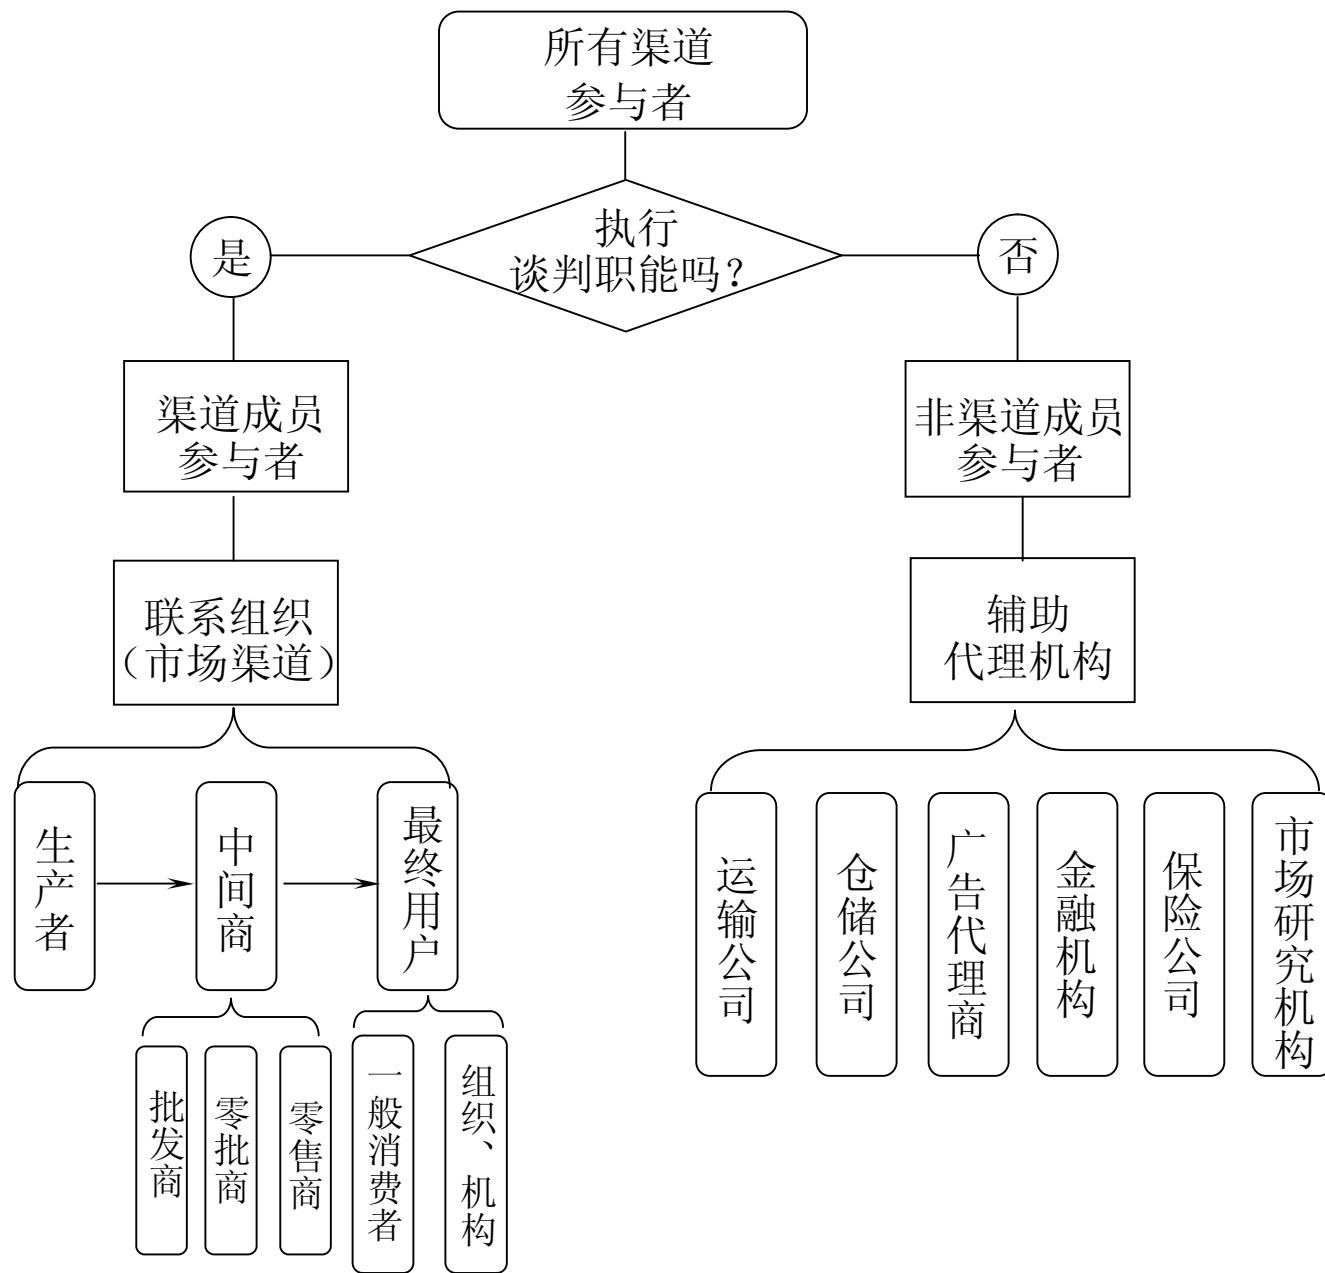 所有渠道
参与者
执行
谈判职能吗?
是
否
渠道成员
参与者
非渠道成员
参与者
联系组织
（市场渠道）
辅助
代理机构
生产者
中间商
最终用户
运输公司
仓储公司
广告代理商
金融机构
保险公司
市场研究机构
批发商
零批商
零售商
一般消费者
组织、机构